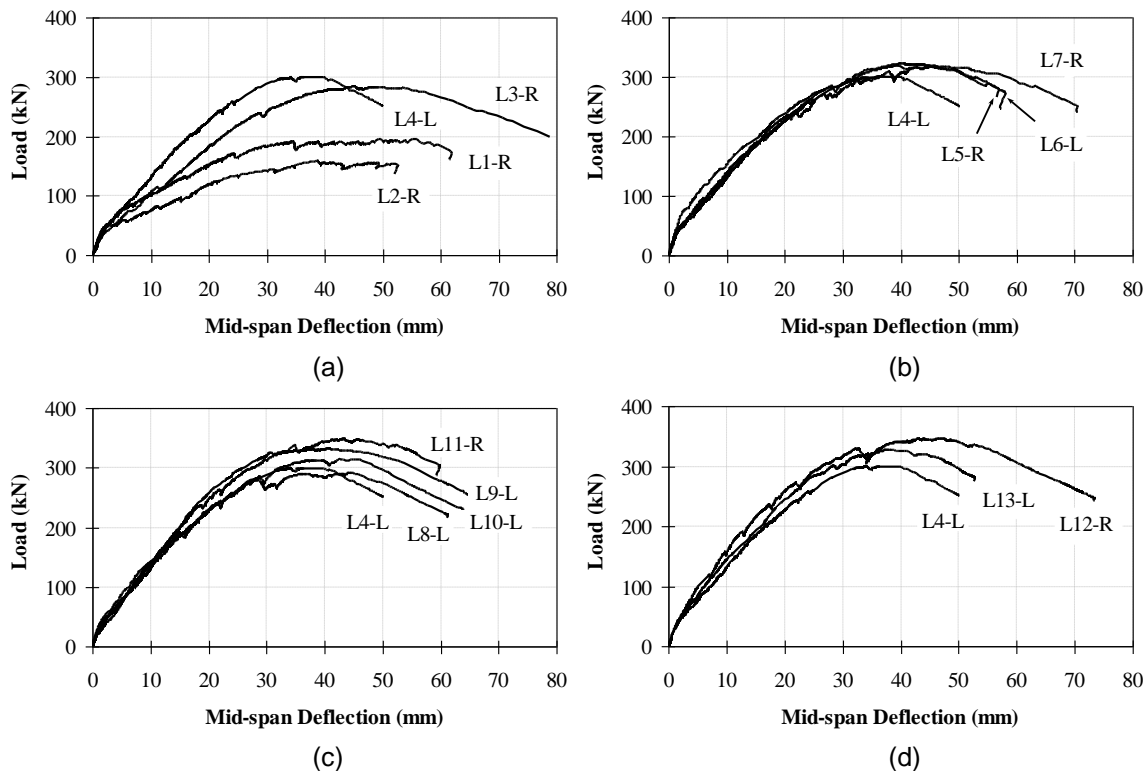 400
300
200
100
0
Load (kN)
L3-R
L4-L
L1-R
L2-R
0 10 20 30 40 50 60 70 80
Mid-span Deflection (mm)
(a)
400
300
200
100
0
Load (kN)
L7-R
L4-L
L6-L
L5-R
0 10 20 30 40 50 60 70 80
Mid-span Deflection (mm)
(b)
400
300
200
100
0
Load (kN)
L11-R
L9-L
L10-L
L4-L
L8-L
0 10 20 30 40 50 60 70 80
Mid-span Deflection (mm)
(c)
400
300
200
100
0
Load (kN)
L13-L
L4-L
L12-R
0 10 20 30 40 50 60 70 80
Mid-span Deflection (mm)
(d)